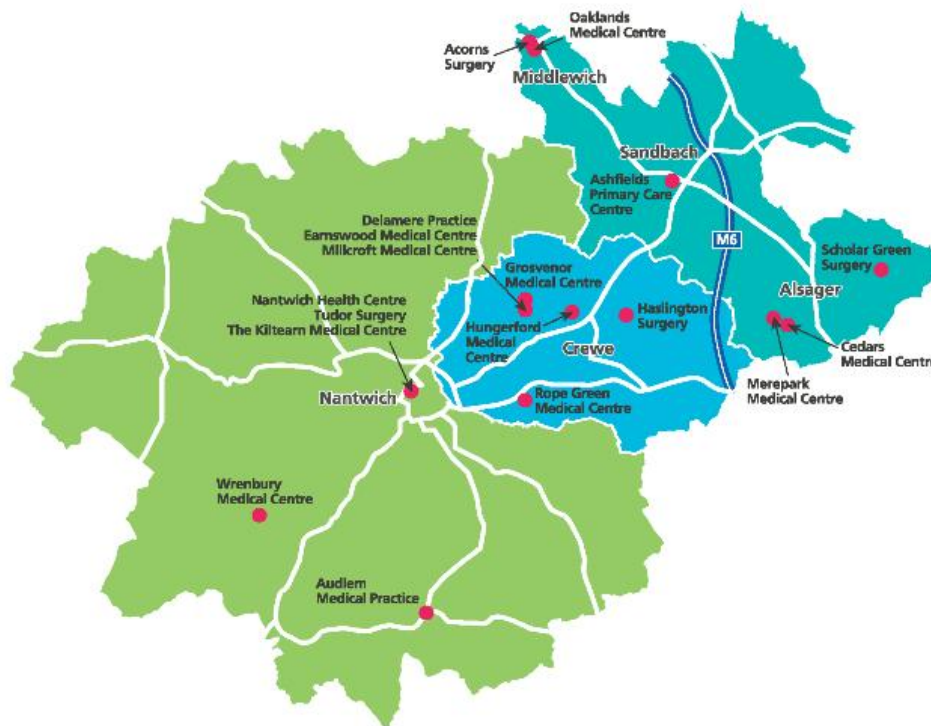 Oaklands
Medical Centre
Acorns
Surgery
Middlewich
Sandbach
Ashfields
Primary Care
Centre
Delamere Practice
Earnswood Medical Centre
Millcroft Medical Centre
M6
Scholar Green
Surgery
Grosvenor
Medical Centre
Alsager
Nantwich Health Centre
Tudor Surgery
The Kiltearn Medical Centre
Hungerford
Medical
Centre
Haslington
Surgery
Crewe
Cedars
Medical Centre
Merepark
Medical Centre
Nantwich
Rope Green
Medical Centre
Wrenbury
Medical Centre
Audlem
Medical Practice